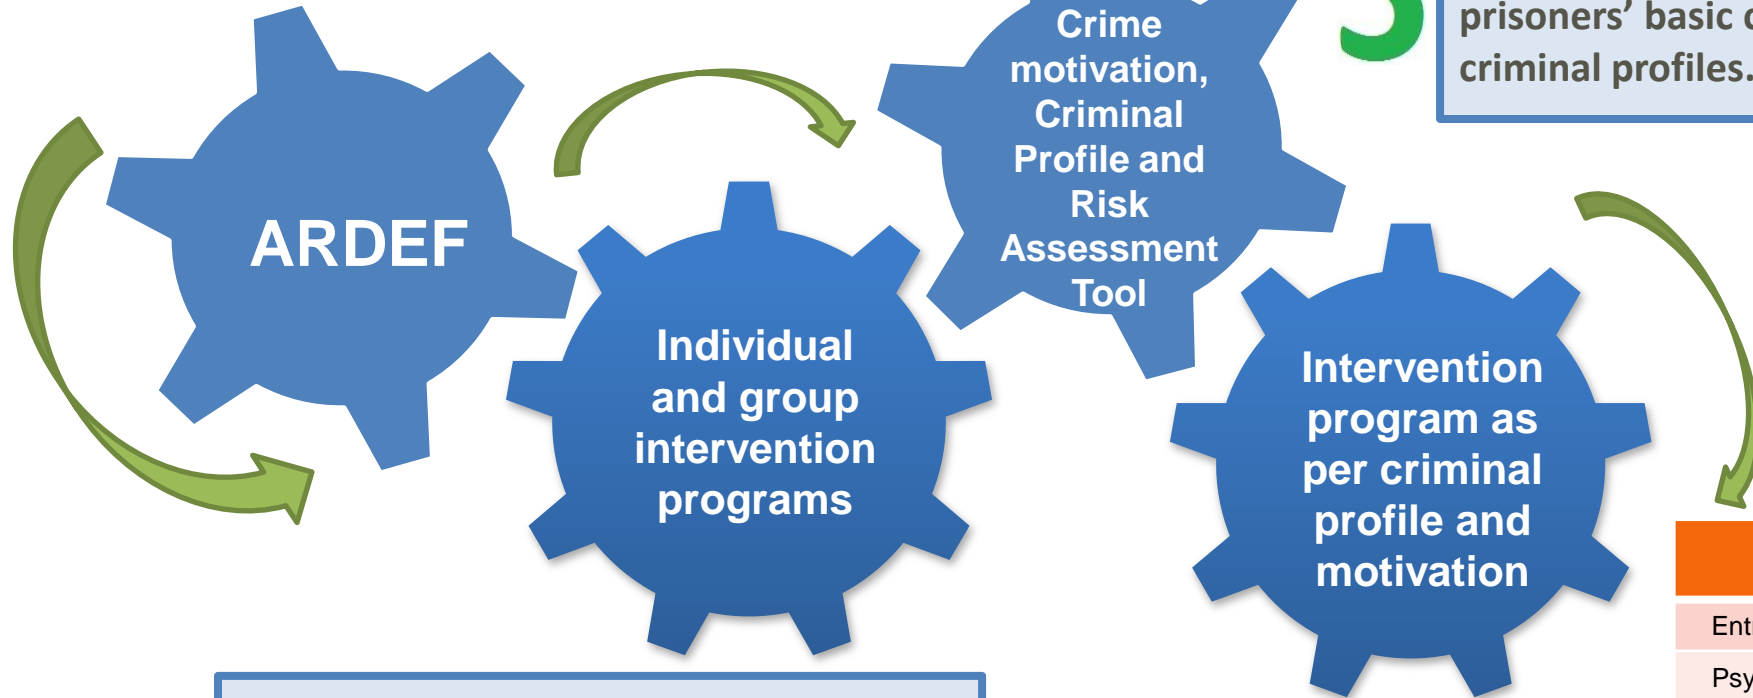 ARDEF
Individual
and group
intervention
programs
Crime
motivation,
Criminal
Profile and
Risk
Assessment
Tool
prisoners’ basic
criminal profiles.
Intervention
program as
per criminal
profile and
motivation